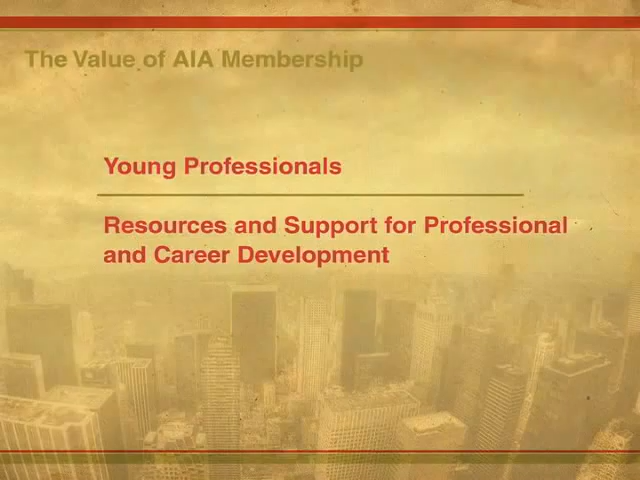 The Value of AIA Membership
Young Professionals
Resources and Support for Professional
and Career Development